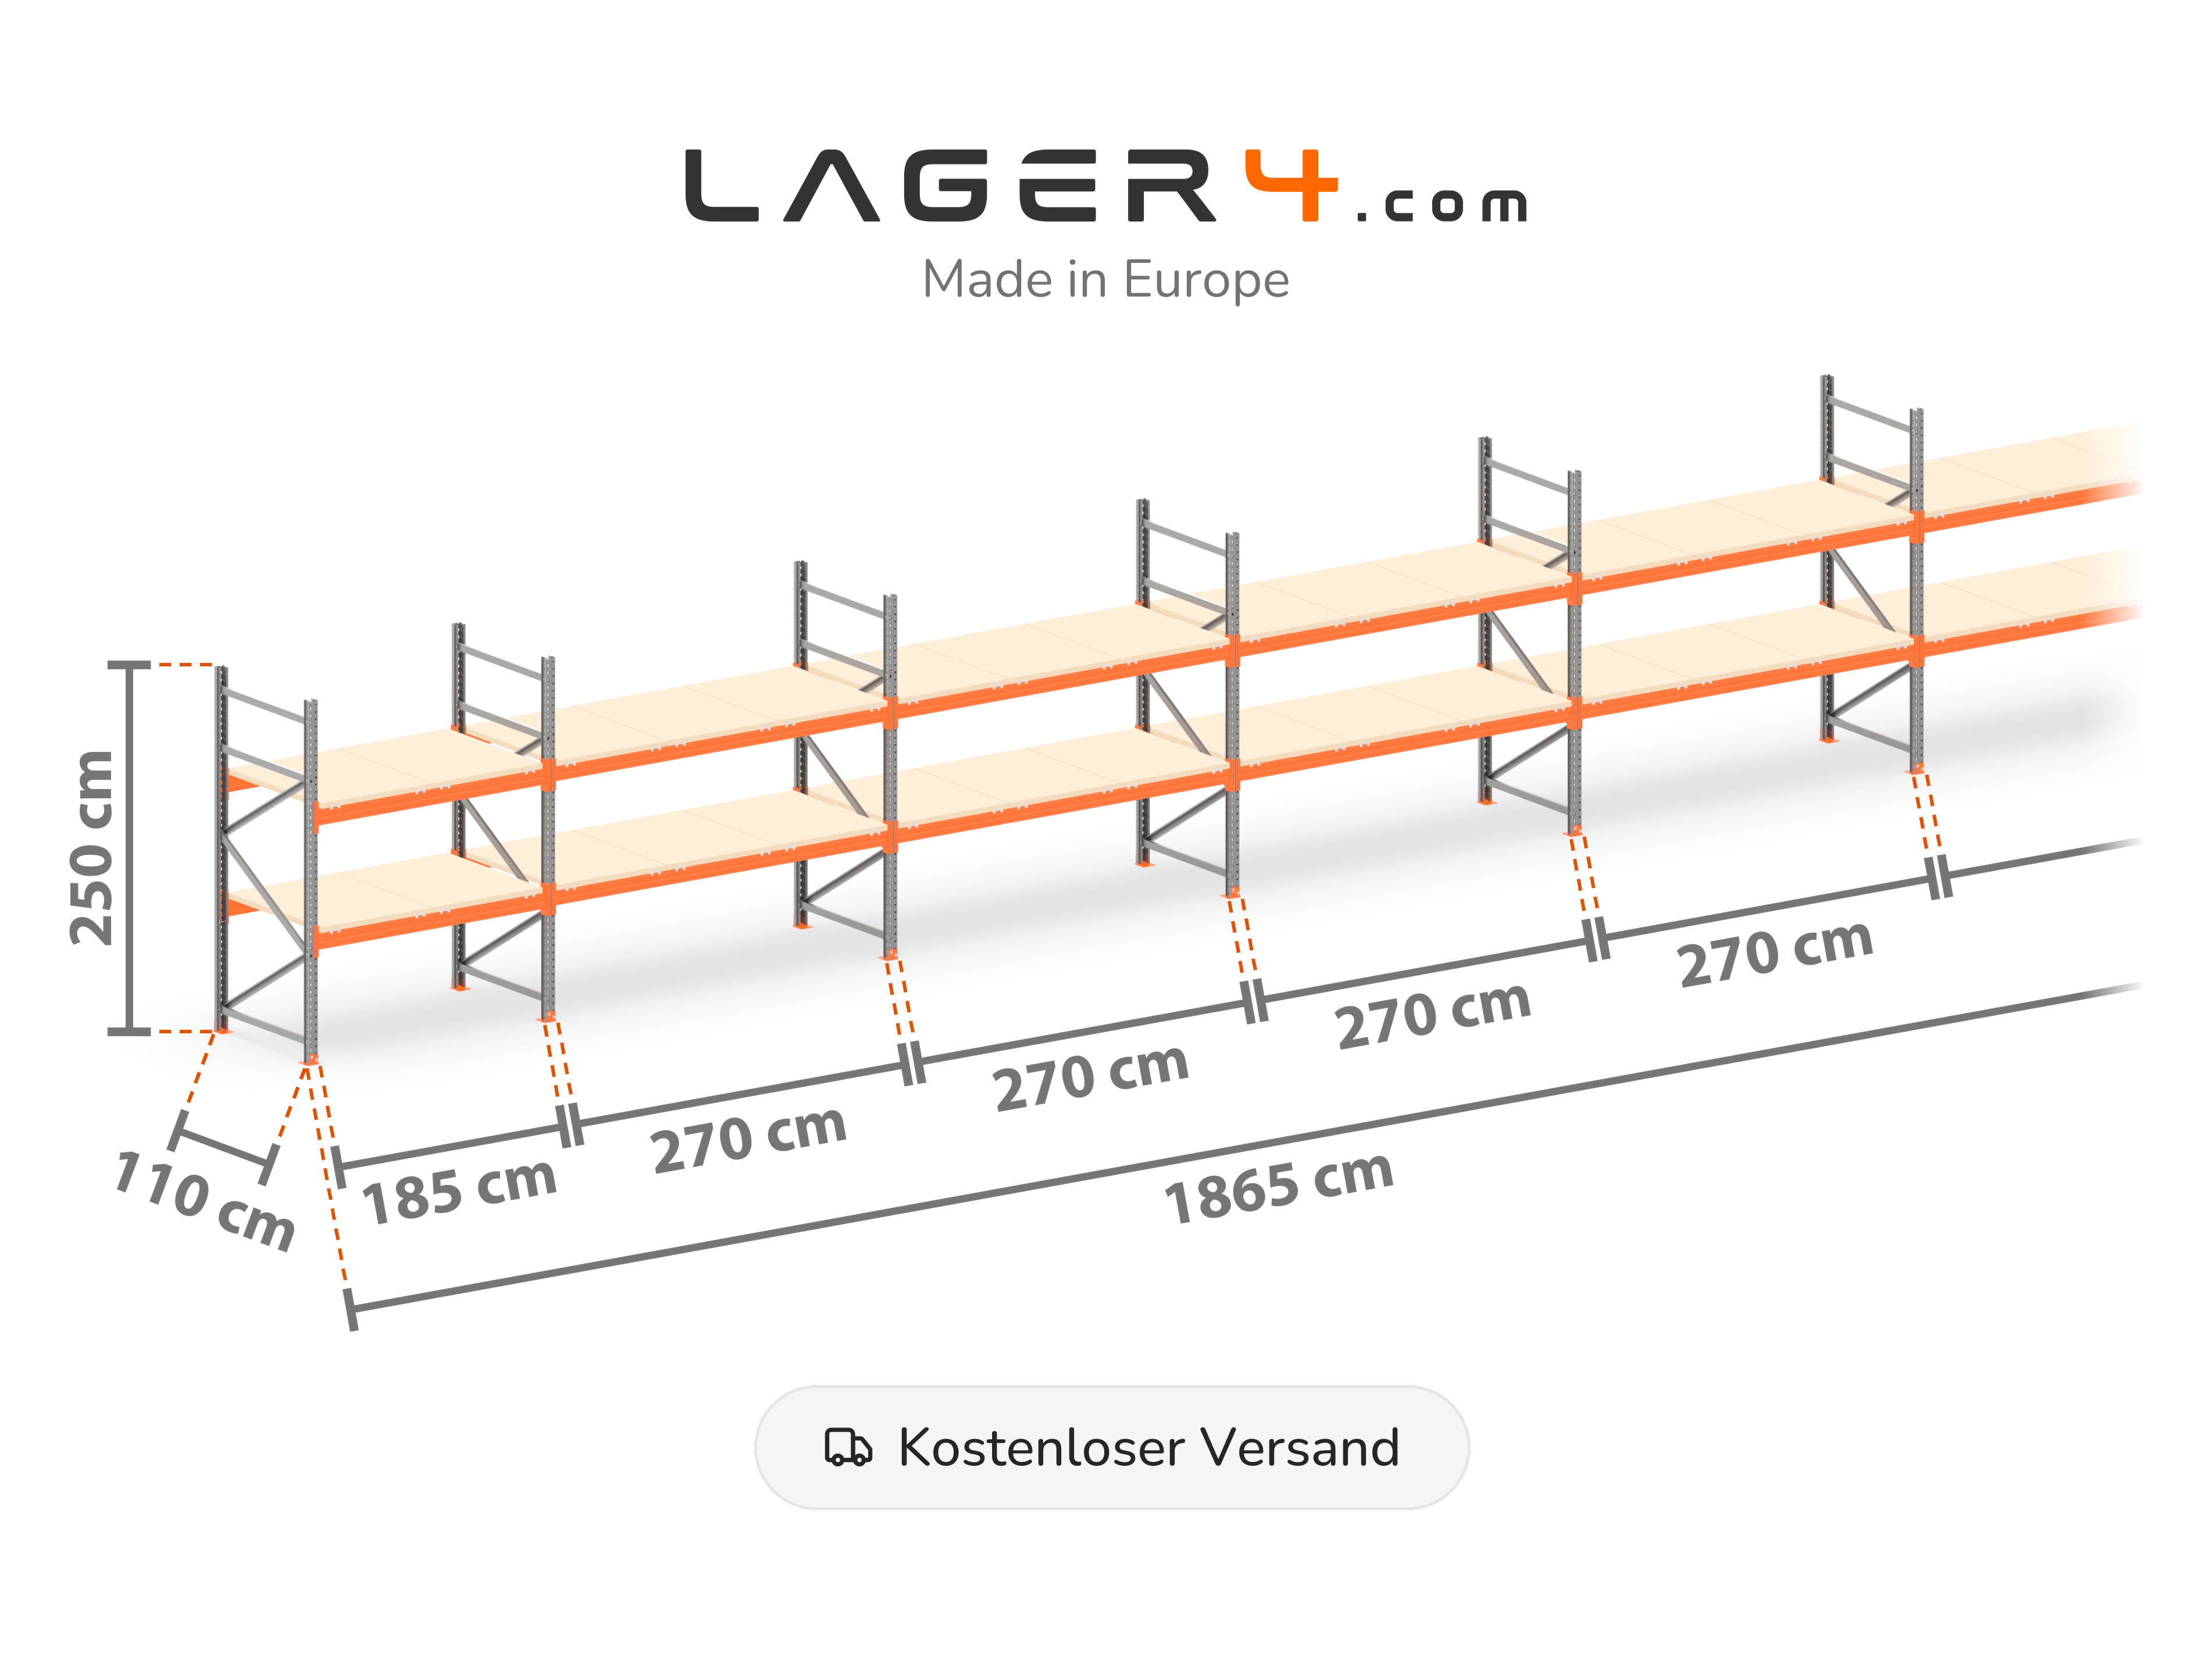 LAGER4.com
Made in Europe
250 cm
110 cm
185 cm
270 cm
270 cm
270 cm
270 cm
1865 cm
Kostenloser Versand